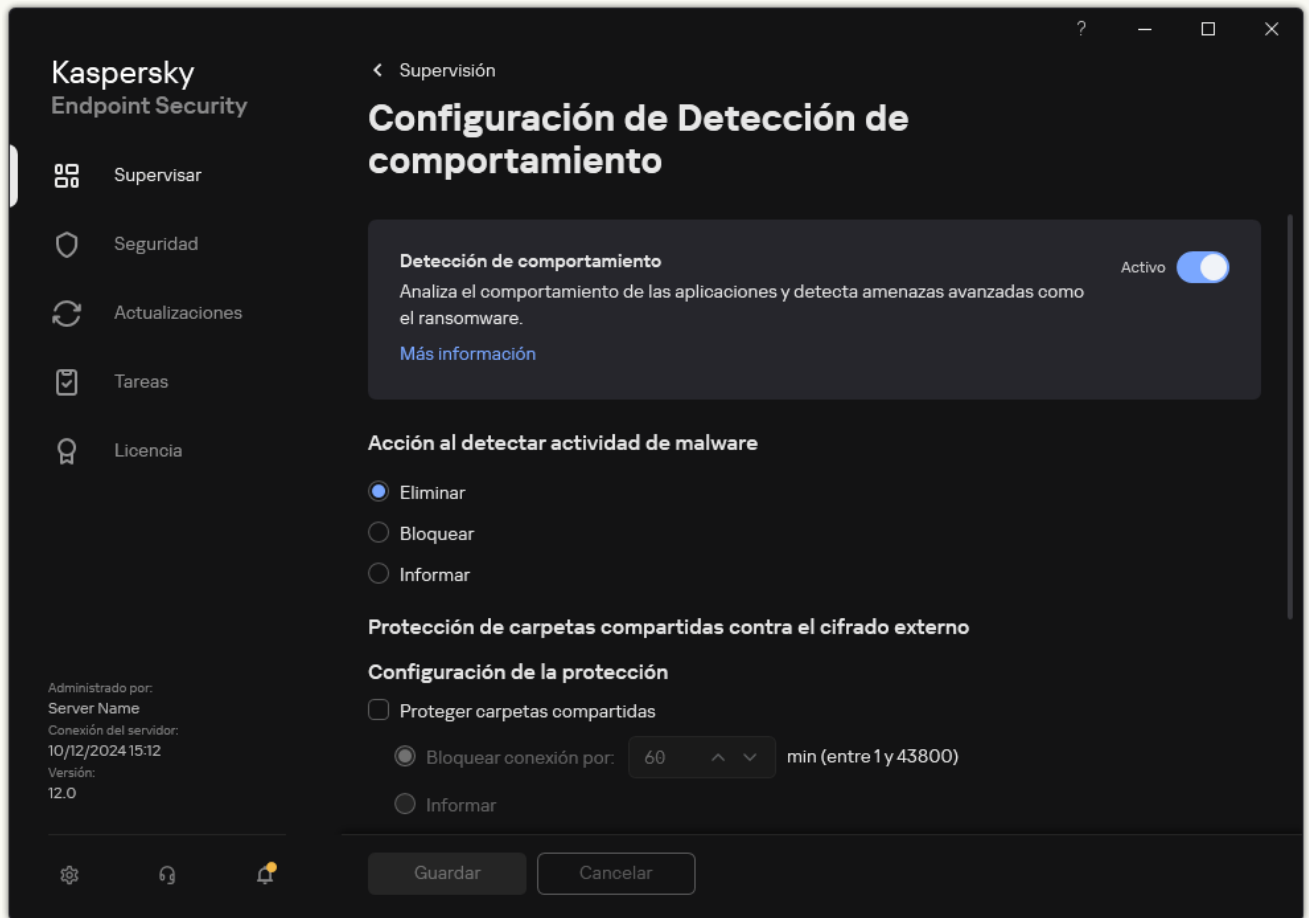 ?
Kaspersky
Endpoint Security
Supervisar
Seguridad
Actualizaciones
Tareas
Licencia
Administrado por:
Server Name
Conexión del servidor:
10/12/2024 15:12
Versión:
12.0
Supervisión
Configuración de Detección de
comportamiento
Detección de comportamiento
Activo
Analiza el comportamiento de las aplicaciones y detecta amenazas avanzadas como
el ransomware.
Más información
Acción al detectar actividad de malware
Eliminar
Bloquear
Informar
Protección de carpetas compartidas contra el cifrado externo
Configuración de la protección
Proteger carpetas compartidas
Bloquear conexión por: 60 min (entre 1 y 43800)
Informar
Guardar Cancelar